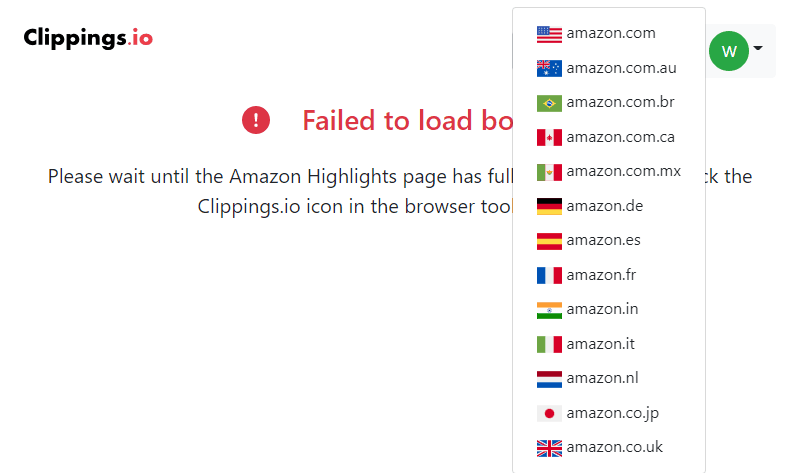 Clippings.io
W
Failed to load bo
Please wait until the Amazon Highlights page has full ck the
Clippings.io icon in the browser tool
amazon.com
amazon.com.au
amazon.com.br
amazon.com.ca
amazon.com.mx
amazon.de
amazon.es
amazon.fr
amazon.in
amazon.it
amazon.nl
amazon.co.jp
amazon.co.uk